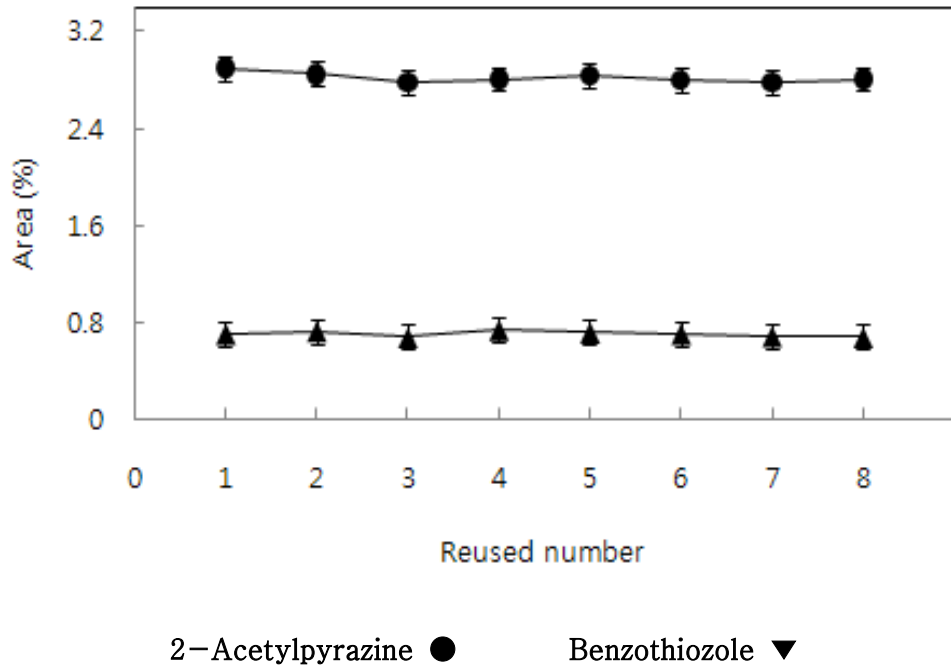 3.2
2.4
1.6
0.8
0
Area (%)
0 1 2 3 4 5 6 7 8
Reused number
2-Acetylpyrazine ● Benzothiozole ▼